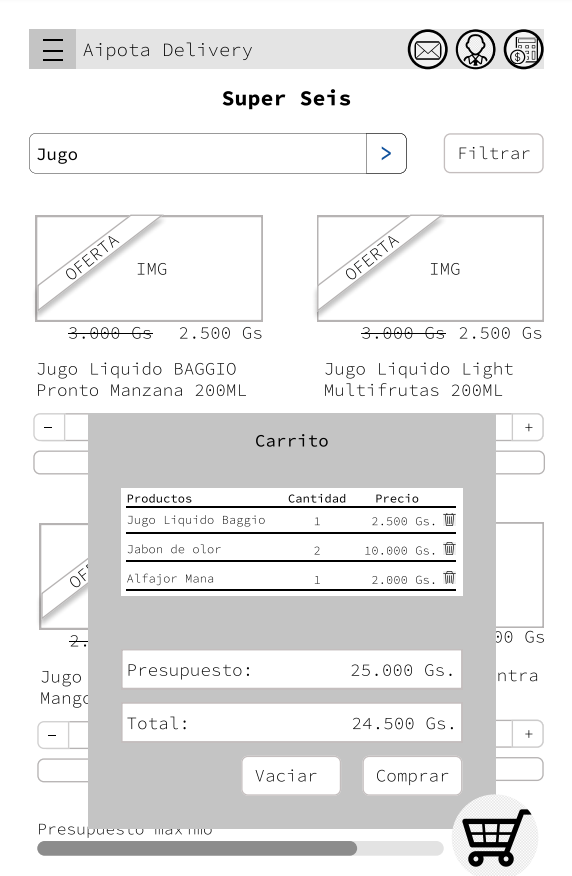 Aipota Delivery
Super Seis
Jugo > Filtrar
OFERTA IMG OFERTA IMG
3.000 Gs 2.500 Gs 3.000 Gs 2.500 Gs
Jugo Liquido BAGGIO Jugo Liquido Light
Pronto Manzana 200ML Multifrutas 200ML
- +
Carrito
Productos Cantidad Precio
Jugo Liquido Baggio 1 2.500 Gs.
Jabon de olor 2 10.000 Gs.
Alfajor Mana 1 2.000 Gs.
OF
2. 00 Gs
Presupuesto: 25.000 Gs.
Jugo ntra
Mango
Total: 24.500 Gs.
- +
Vaciar Comprar
Presupuesto maximo